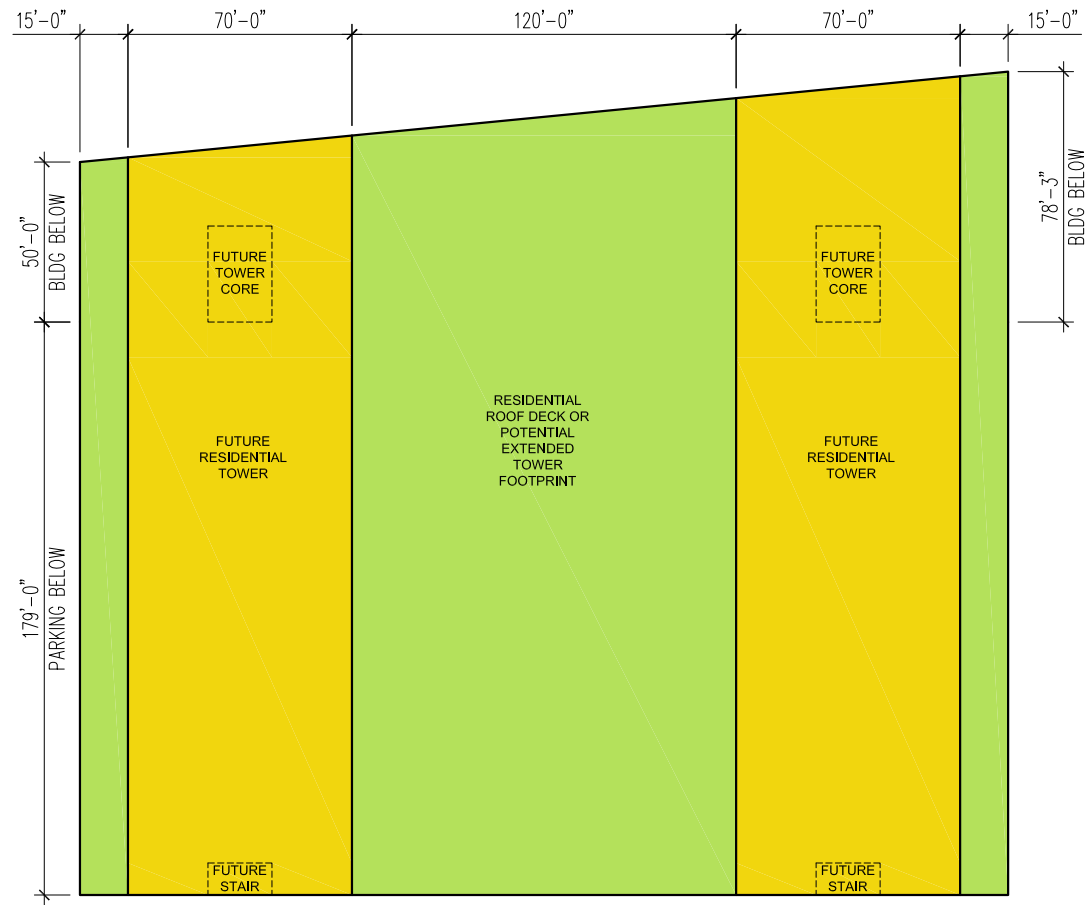 15'-0"
70'-0"
120'-0"
70'-0"
15'-0"
50'-0"
BLDG BELOW
78'-3"
BLDG BELOW
FUTURE
TOWER
CORE
FUTURE
TOWER
CORE
RESIDENTIAL
ROOF DECK OR
POTENTIAL
EXTENDED
TOWER
FOOTPRINT
FUTURE
RESIDENTIAL
TOWER
FUTURE
RESIDENTIAL
TOWER
179'-0"
PARKING BELOW
FUTURE
STAIR
FUTURE
STAIR